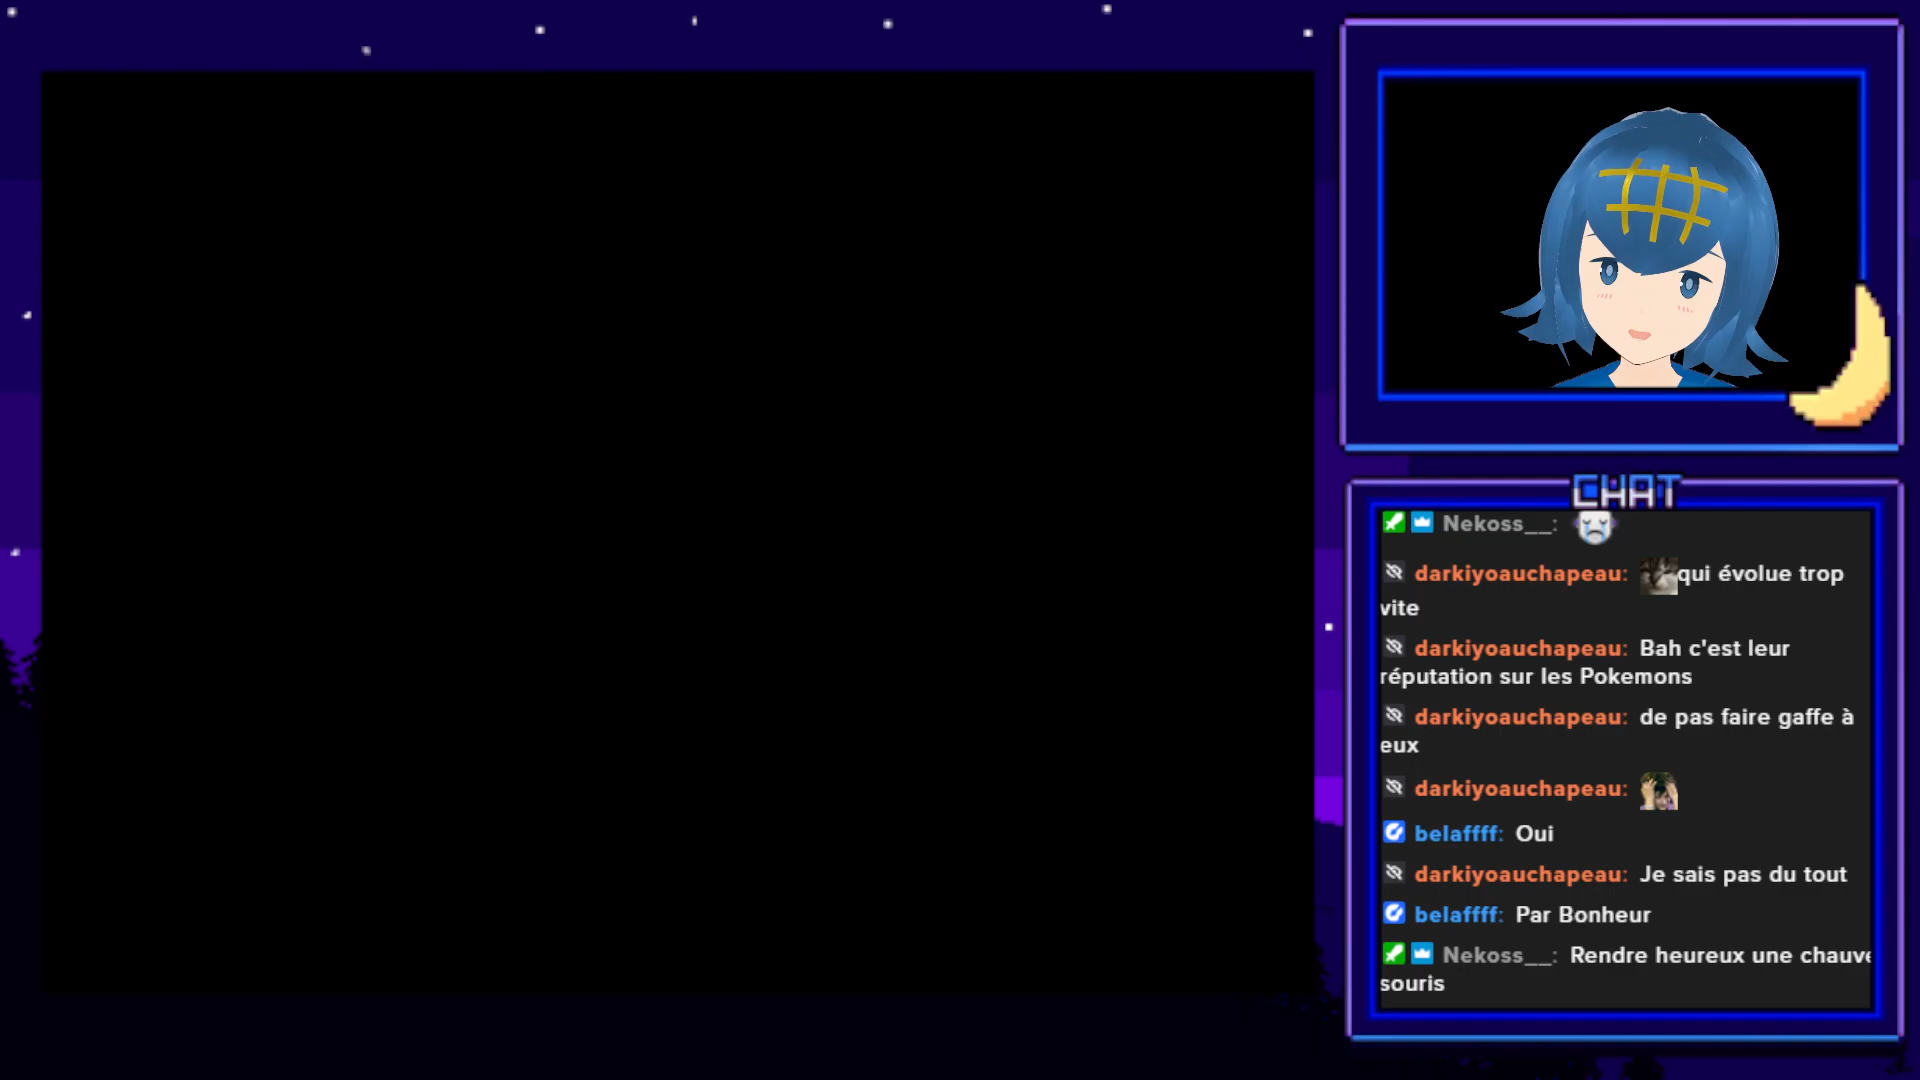 CHAT
Nekoss__:
darkiyoauchapeau: qui évolue trop
vite
darkiyoauchapeau: Bah c'est leur
réputation sur les Pokemons
darkiyoauchapeau: de pas faire gaffe à
eux
darkiyoauchapeau:
belaffff: Oui
darkiyoauchapeau: Je sais pas du tout
belaffff: Par Bonheur
Nekoss__: Rendre heureux une chauve
souris